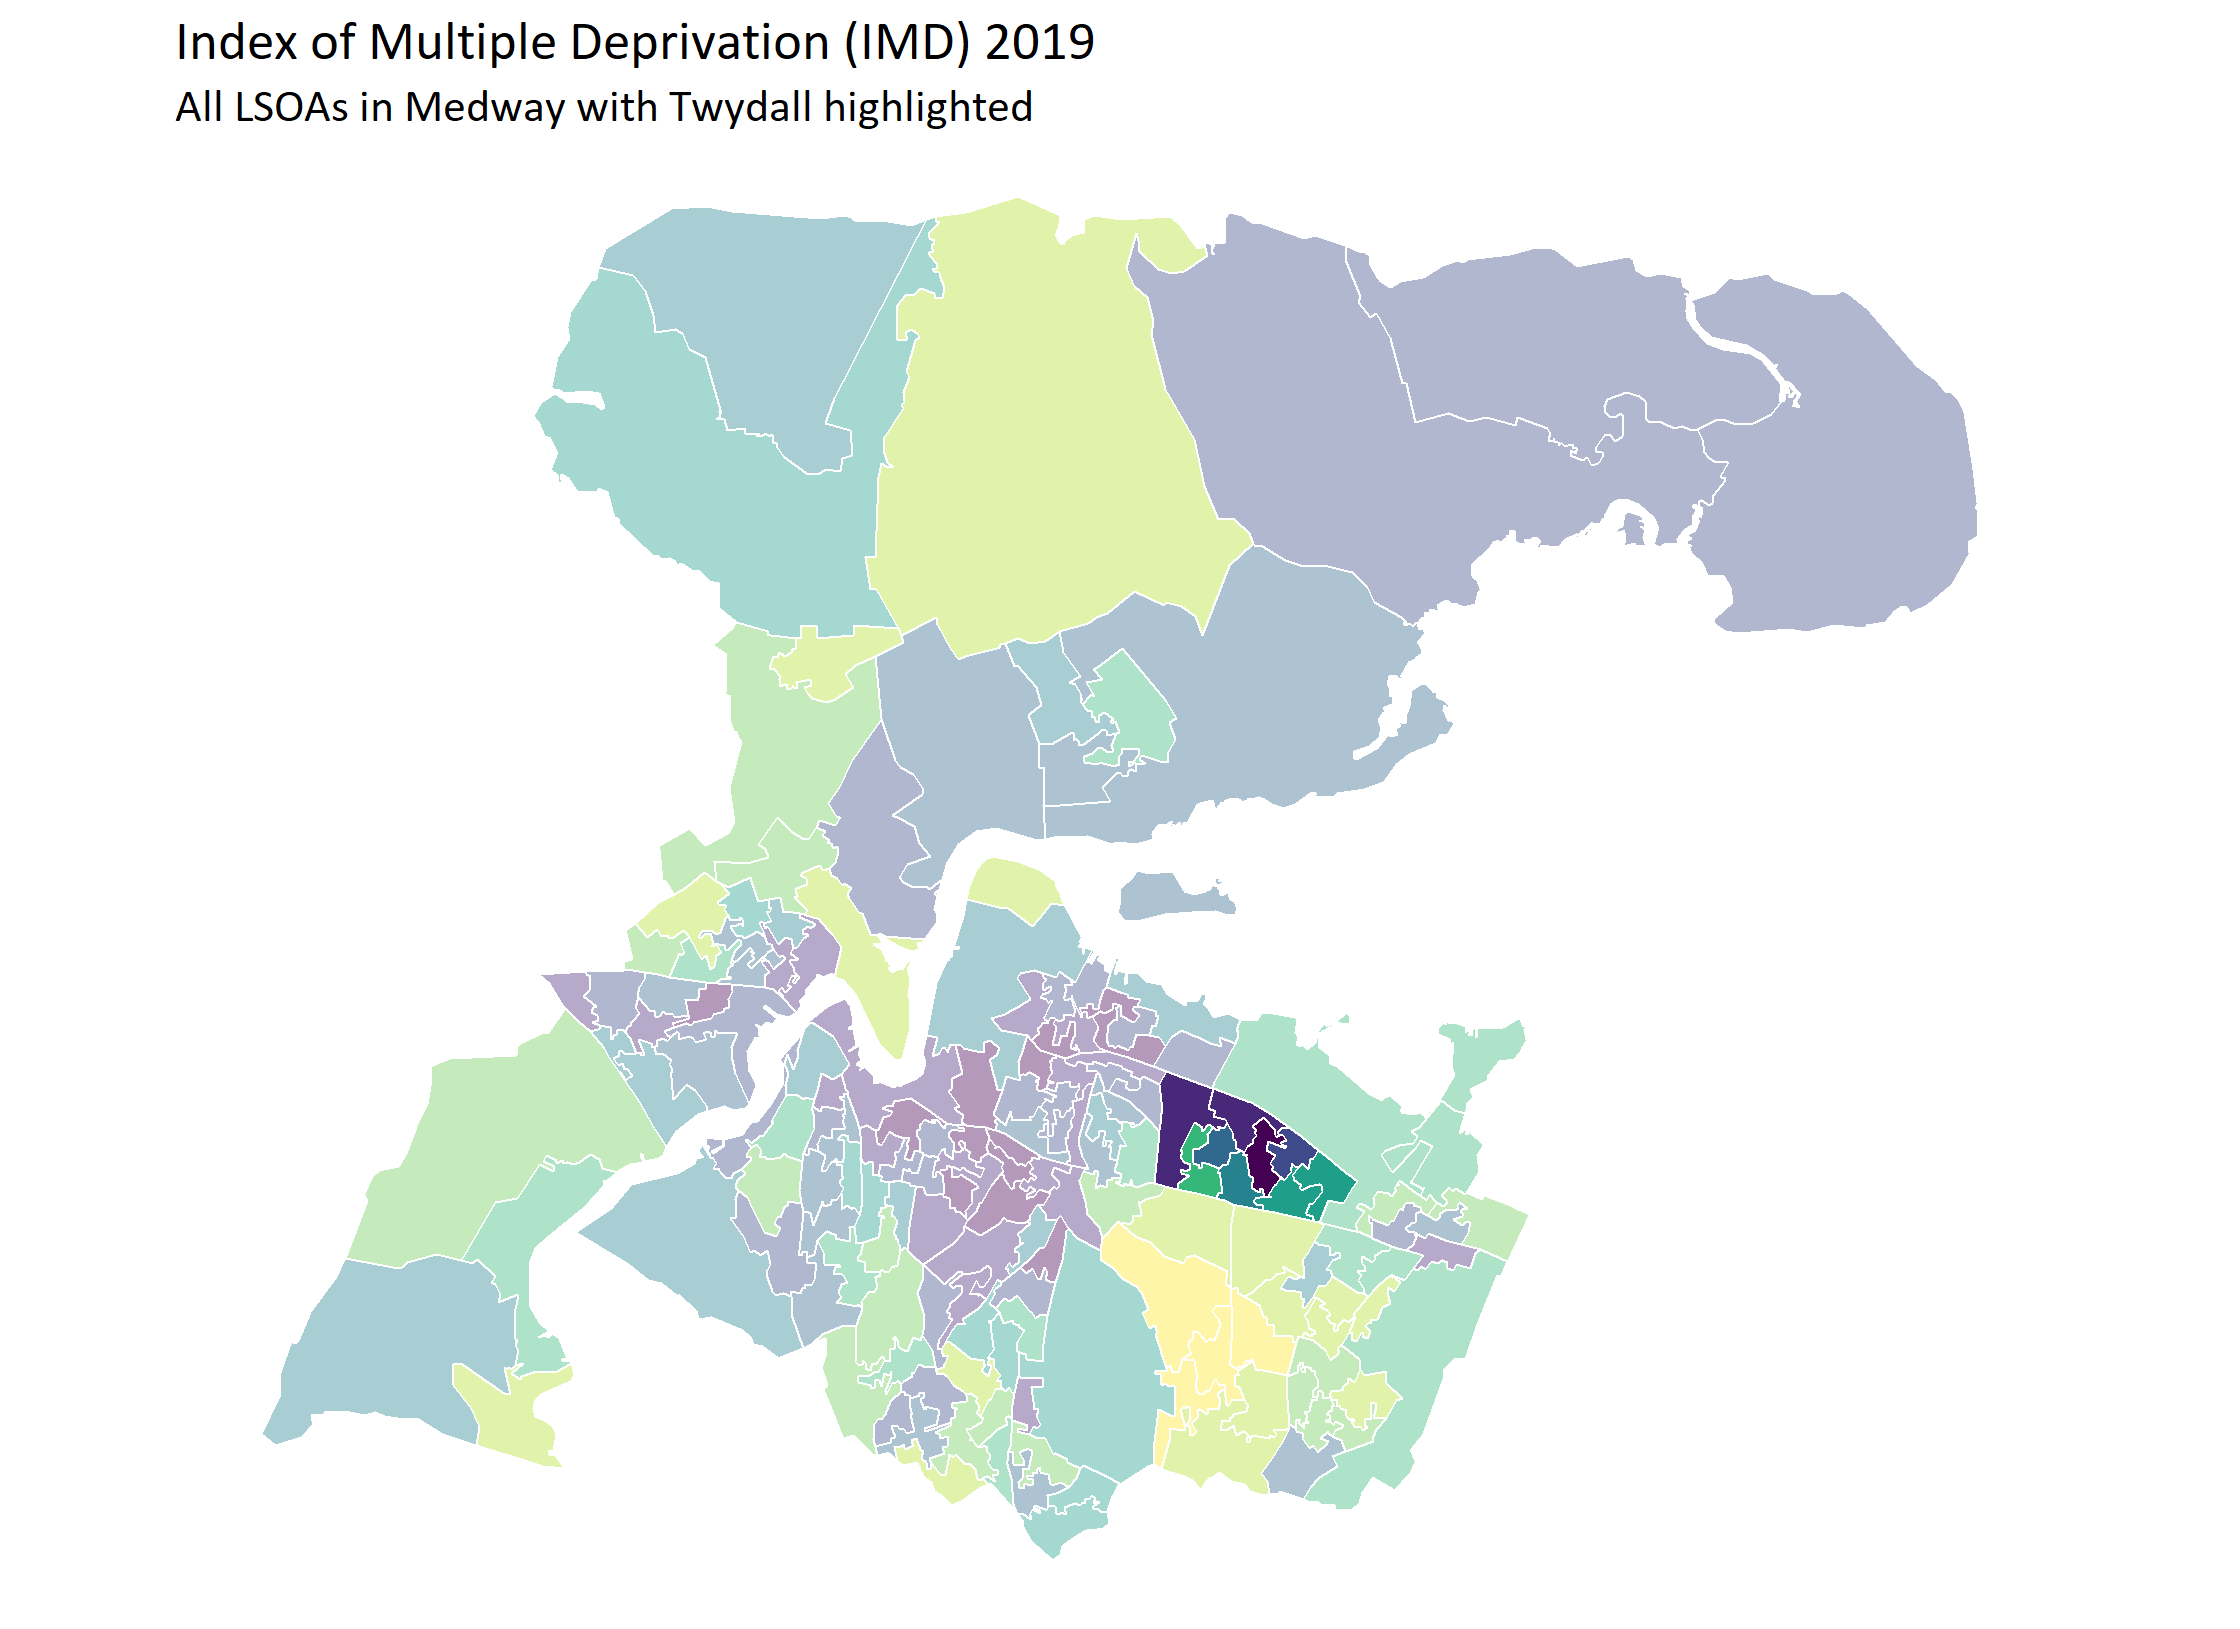 Index of Multiple Deprivation (IMD) 2019
All LSOAs in Medway with Twydall highlighted